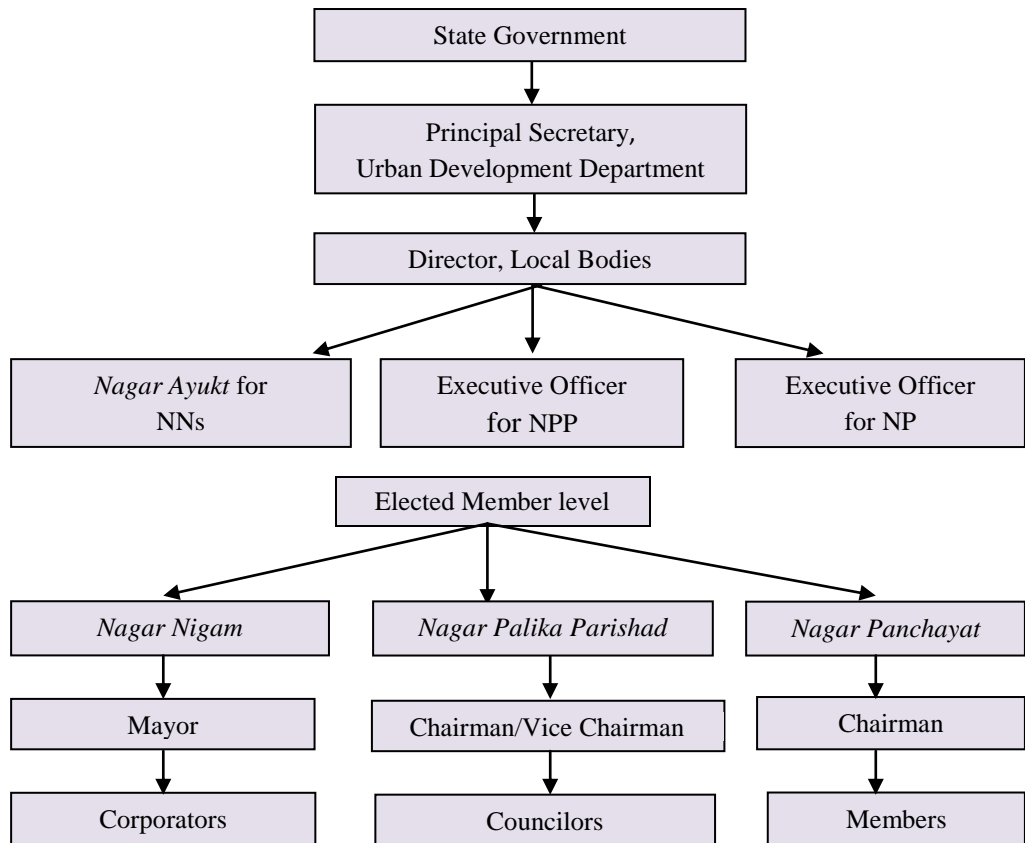 State Government
Principal Secretary,
Urban Development Department
Director, Local Bodies
Nagar Ayukt for
NNs
Executive Officer
for NPP
Executive Officer
for NP
Elected Member level
Nagar Nigam
Nagar Palika Parishad
Nagar Panchayat
Mayor
Chairman/Vice Chairman
Chairman
Corporators
Councilors
Members